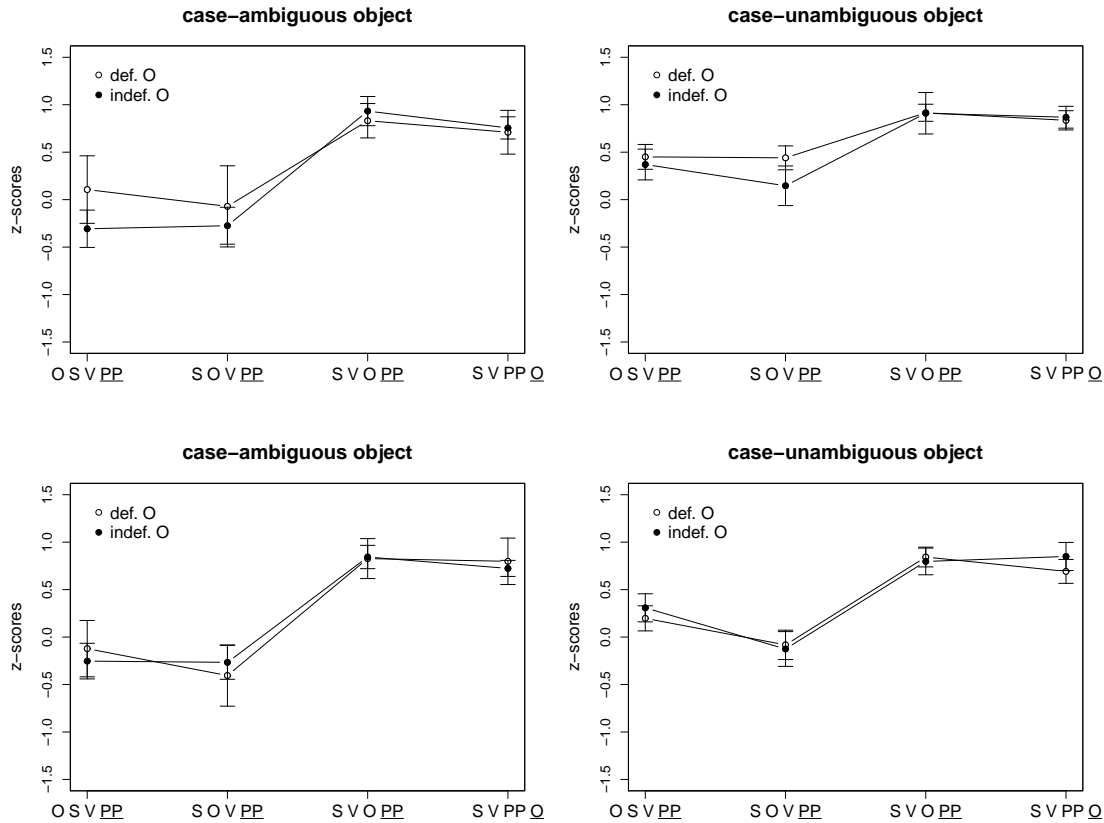 case−ambiguous object
1.5
1.0
0.5
0.0
−0.5
−1.0
−1.5
z−scores
def. O
indef. O
O S V PP
S O V PP
S V O PP
S V PP O
case−unambiguous object
1.5
1.0
0.5
0.0
−0.5
−1.0
−1.5
z−scores
def. O
indef. O
O S V PP
S O V PP
S V O PP
S V PP O
case−ambiguous object
1.5
1.0
0.5
0.0
−0.5
−1.0
−1.5
z−scores
def. O
indef. O
O S V PP
S O V PP
S V O PP
S V PP O
case−unambiguous object
1.5
1.0
0.5
0.0
−0.5
−1.0
−1.5
z−scores
def. O
indef. O
O S V PP
S O V PP
S V O PP
S V PP O